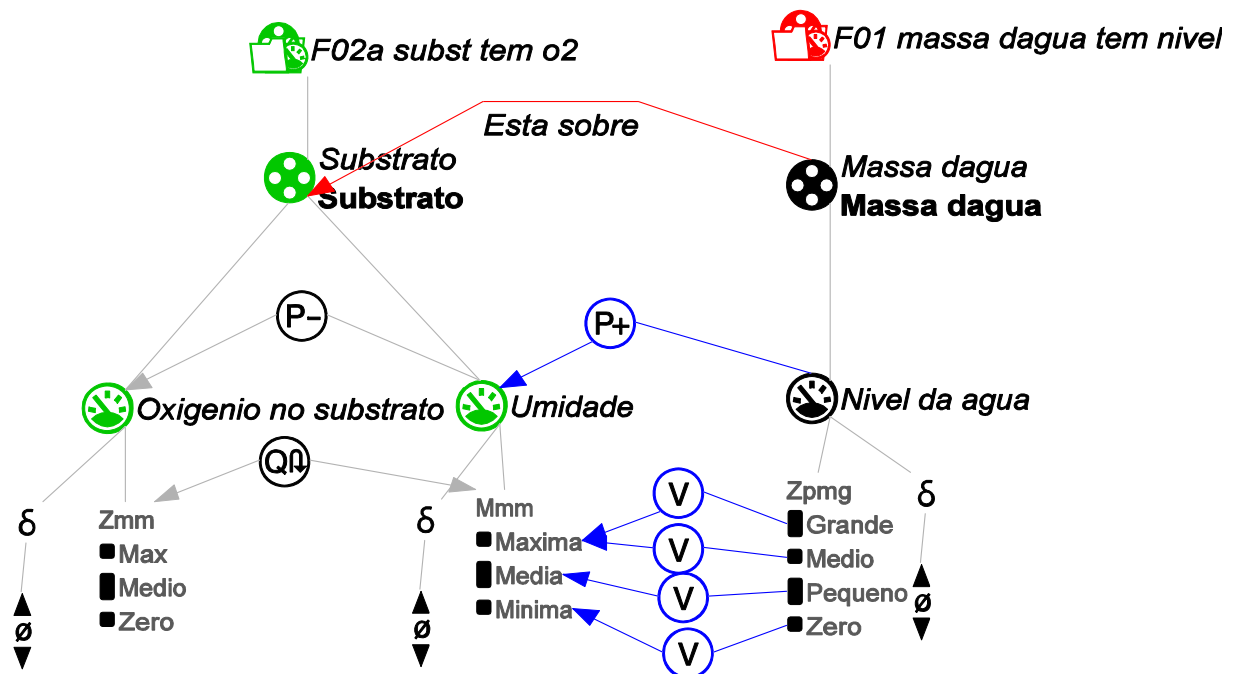 F02a subst tem o2
F01 massa dagua tem nivel
Esta sobre
Substrato
Substrato
Massa dagua
Massa dagua
P-
P+
Oxigenio no substrato
Umidade
Nivel da agua
Q
δ
Zmm
Max
Medio
Zero
ø
δ
Mmm
Maxima
Media
Minima
ø
V
V
V
V
Zpmg
Grande
Medio
Pequeno
Zero
δ
ø